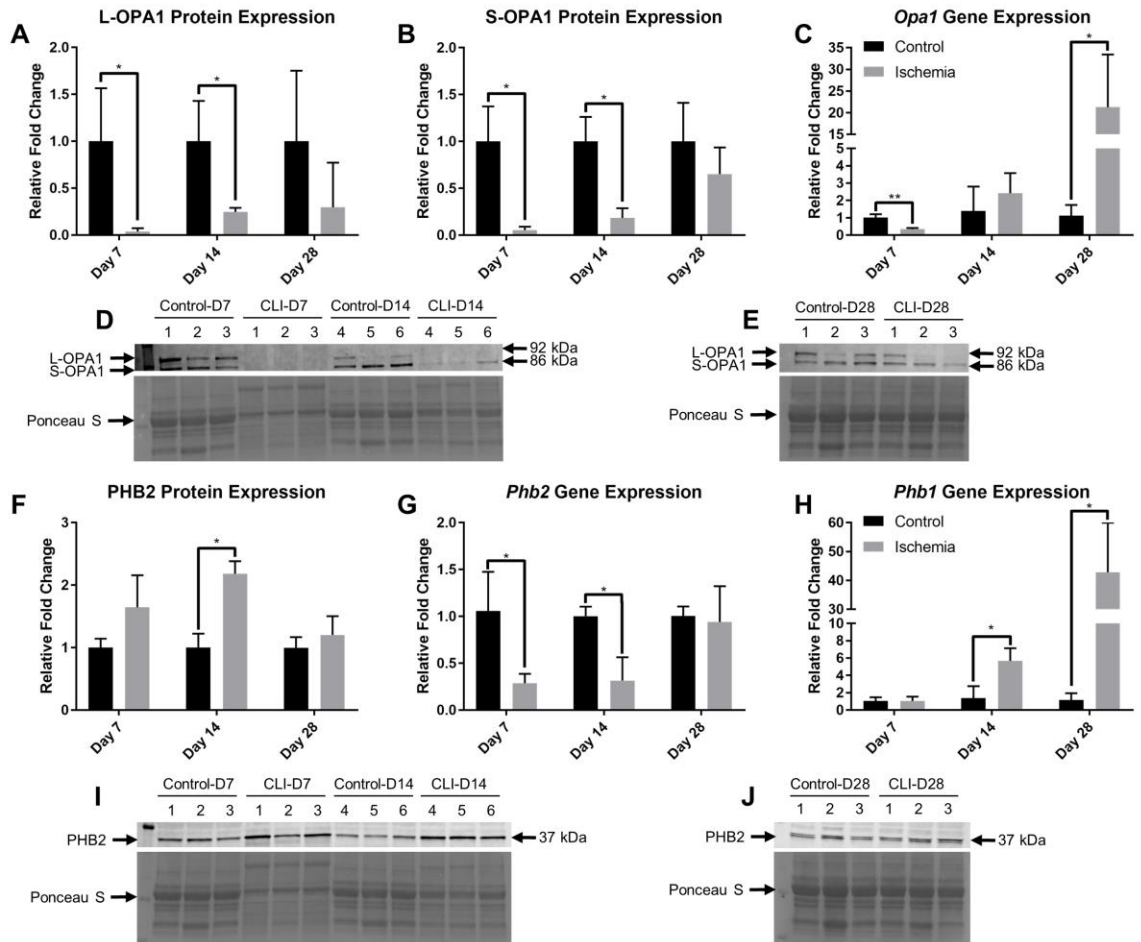 A
L-OPA1 Protein Expression
Relative Fold Change
2.0
1.5
1.0
0.5
0.0
*
*
Day 7
Day 14
Day 28
B
S-OPA1 Protein Expression
Relative Fold Change
2.0
1.5
1.0
0.5
0.0
*
*
Day 7
Day 14
Day 28
C
Opa1 Gene Expression
Relative Fold Change
35
30
25
20
15
10
5
4
3
2
1
0
Control
Ischemia
**
*
Day 7
Day 14
Day 28
D
Control-D7 CLI-D7 Control-D14 CLI-D14
1 2 3 1 2 3 4 5 6 4 5 6
L-OPA1
S-OPA1
92 kDa
86 kDa
Ponceau S
E
Control-D28 CLI-D28
1 2 3 1 2 3
L-OPA1
S-OPA1
92 kDa
86 kDa
Ponceau S
F
PHB2 Protein Expression
Relative Fold Change
3
2
1
0
*
Day 7
Day 14
Day 28
G
Phb2 Gene Expression
Relative Fold Change
2.0
1.5
1.0
0.5
0.0
*
*
Day 7
Day 14
Day 28
H
Phb1 Gene Expression
Relative Fold Change
60
50
40
30
10
8
6
4
2
0
Control
Ischemia
*
*
Day 7
Day 14
Day 28
I
Control-D7 CLI-D7 Control-D14 CLI-D14
1 2 3 1 2 3 4 5 6 4 5 6
PHB2
37 kDa
Ponceau S
J
Control-D28 CLI-D28
1 2 3 1 2 3
PHB2
37 kDa
Ponceau S